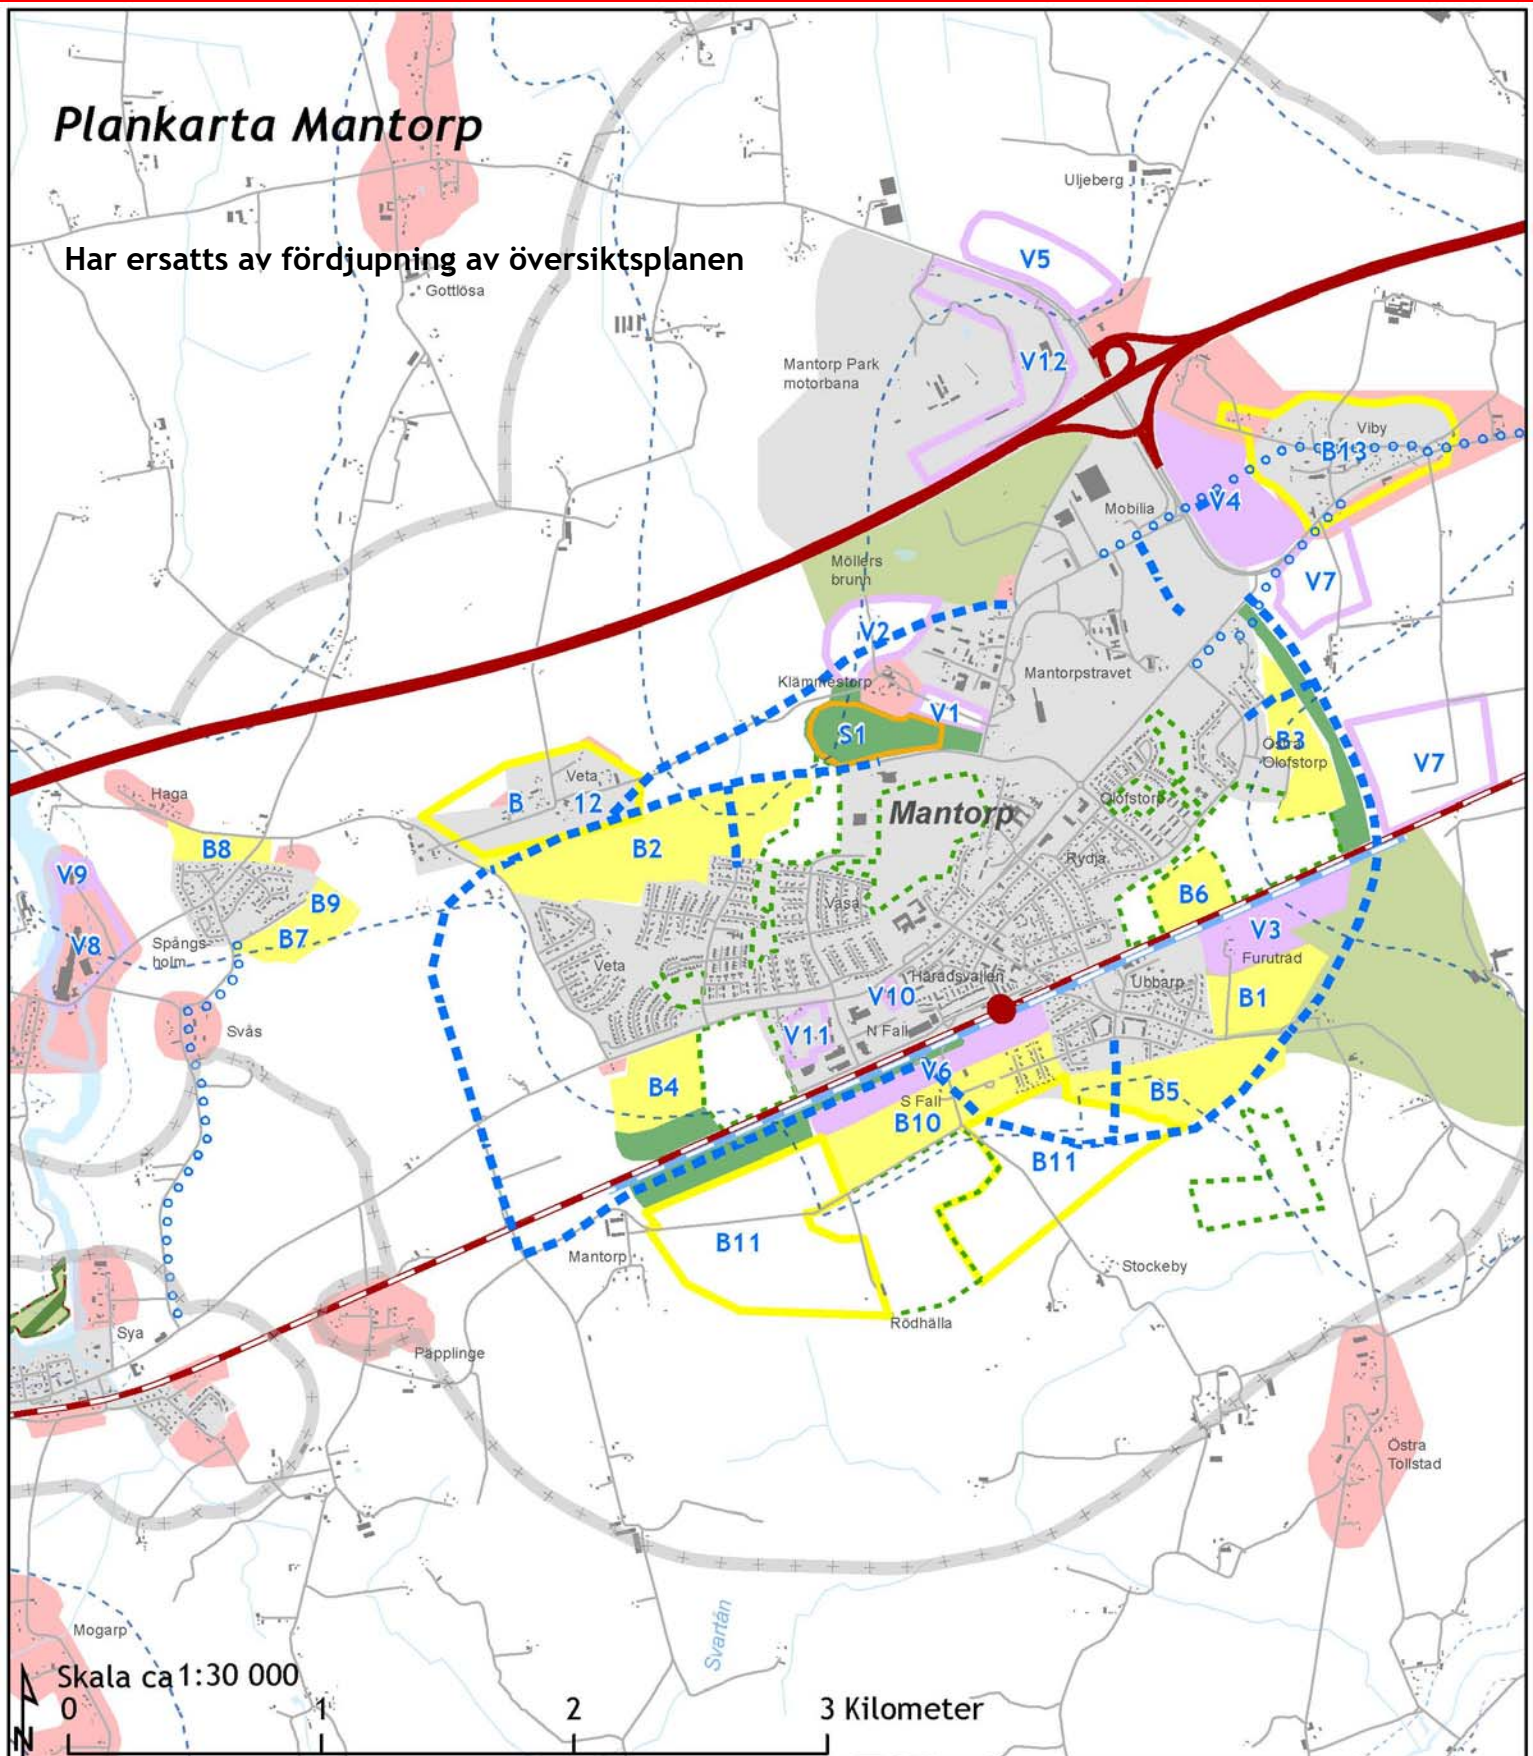 Plankarta Mantorp
Har ersatts av fördjupning av översiktsplanen
Uljeberg
V5
Gottlösa
Mantorp Park
motorbana
V12
Viby
B13
V4
Mobilia
Möllers
brunn
V7
V2
Klämmestorp
Mantorpstravet
V1
S1
B3
Östra
Olofstorp
V7
Veta
B 12
Haga
Mantorp
Olofstorp
B8
B2
Rydja
V9
B9
Vasa
B6
V8
Spångs-
holm
B7
V3
Furutrad
Veta
Häradsvallen
Ubbarp
V10
B1
Svås
V11
N Fall
B4
V6
S Fall
B5
B10
B11
B11
Mantorp
Stockeby
Rödhälla
Sya
Papplinge
Östra
Tollstad
Svartån
Mogarp
Skala ca 1:30 000
0 1 2 3 Kilometer
N